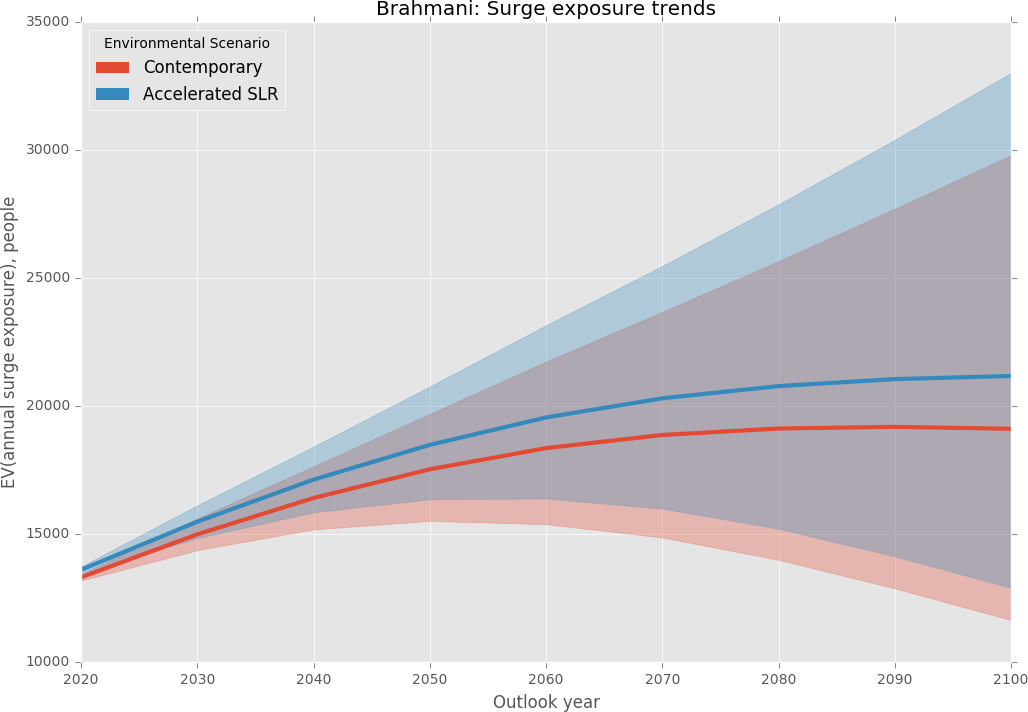 Brahmani: Surge exposure trends
Environmental Scenario
Contemporary
Accelerated SLR
EV(annual surge exposure), people
35000
30000
25000
20000
15000
10000
2020 2030 2040 2050 2060 2070 2080 2090 2100
Outlook year